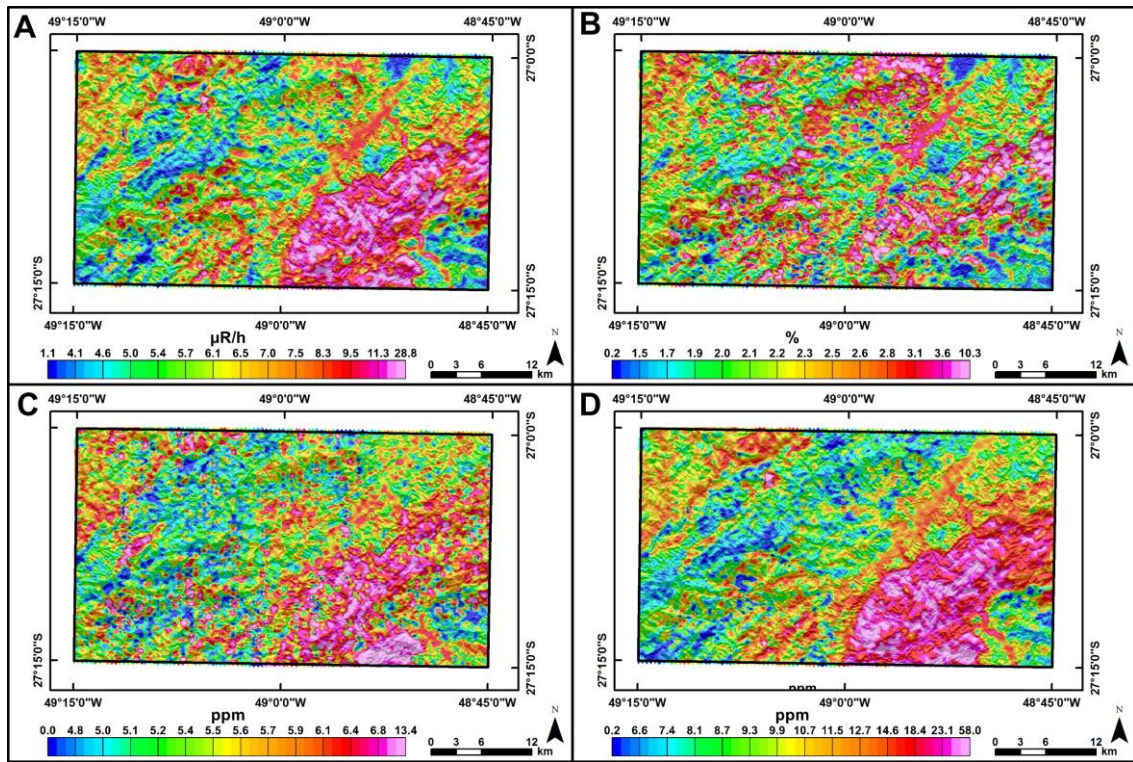 A
49°15'0"W 49°0'0"W 48°45'0"W
27°0'0"S
27°15'0"S 27°15'0"S
49°15'0"W 49°0'0"W 48°45'0"W
µR/h
1.1 4.1 4.6 5.0 5.4 5.7 6.1 6.5 7.0 7.5 8.3 9.5 11.3 28.8
N
0 3 6 12
km
B
49°15'0"W 49°0'0"W 48°45'0"W
27°0'0"S
27°15'0"S 27°15'0"S
49°15'0"W 49°0'0"W 48°45'0"W
%
0.2 1.5 1.7 1.9 2.0 2.1 2.2 2.3 2.5 2.6 2.8 3.1 3.6 10.3
N
0 3 6 12
km
C
49°15'0"W 49°0'0"W 48°45'0"W
27°0'0"S
27°15'0"S 27°15'0"S
49°15'0"W 49°0'0"W 48°45'0"W
ppm
0.0 4.8 5.0 5.1 5.2 5.4 5.5 5.6 5.7 5.9 6.1 6.4 6.8 13.4
N
0 3 6 12
km
D
49°15'0"W 49°0'0"W 48°45'0"W
27°0'0"S
27°15'0"S 27°15'0"S
49°15'0"W 49°0'0"W 48°45'0"W
ppm
0.2 6.6 7.4 8.1 8.7 9.3 9.9 10.7 11.5 12.7 14.6 18.4 23.1 58.0
N
0 3 6 12
km